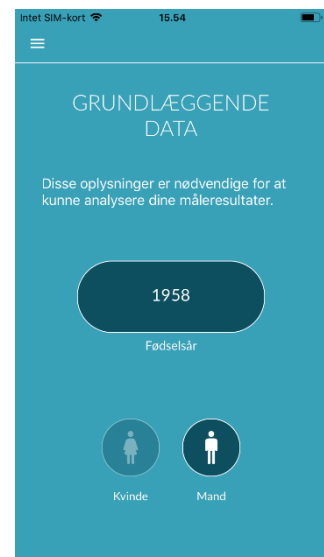 Intet SIM-kort 15.54
GRUNDLÆGGENDE
DATA
Disse oplysninger er nødvendige for at
kunne analysere dine måleresultater.
1958
Fødselsår
Kvinde Mand